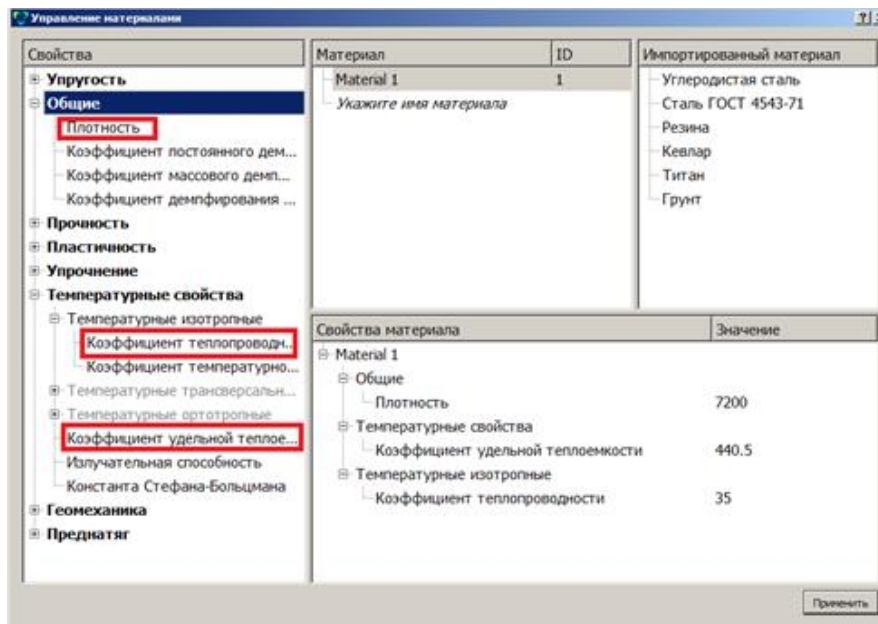 Управление материалами
Свойства
Упругость
Общие
Плотность
Коэффициент постоянного дем...
Коэффициент массового демп...
Коэффициент демпфирования ...
Прочность
Пластичность
Упрочнение
Температурные свойства
Температурные изотропные
Коэффициент теплопроводн...
Коэффициент температурно...
Температурные трансверсальн...
Температурные ортотропные
Коэффициент удельной теплое...
Излучательная способность
Константа Стефана-Больцмана
Геомеханика
Преднатяг
Материал ID
Material 1 1
Укажите имя материала
Импортированный материал
Углеродистая сталь
Сталь ГОСТ 4543-71
Резина
Кевлар
Титан
Грунт
Свойства материала Значение
Material 1
Общие
Плотность 7200
Температурные свойства
Коэффициент удельной теплоемкости 440.5
Температурные изотропные
Коэффициент теплопроводности 35
Применить